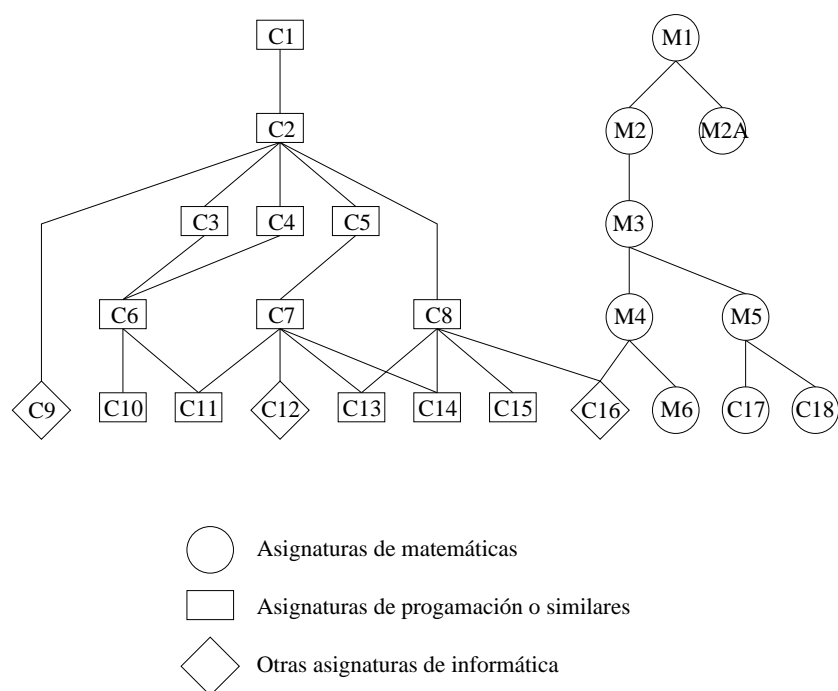 C1 M1
C2 M2 M2A
C3 C4 C5 M3
C6 C7 C8 M4 M5
C9 C10 C11 C12 C13 C14 C15 C16 M6 C17 C18
Asignaturas de matemáticas
Asignaturas de progamación o similares
Otras asignaturas de informática